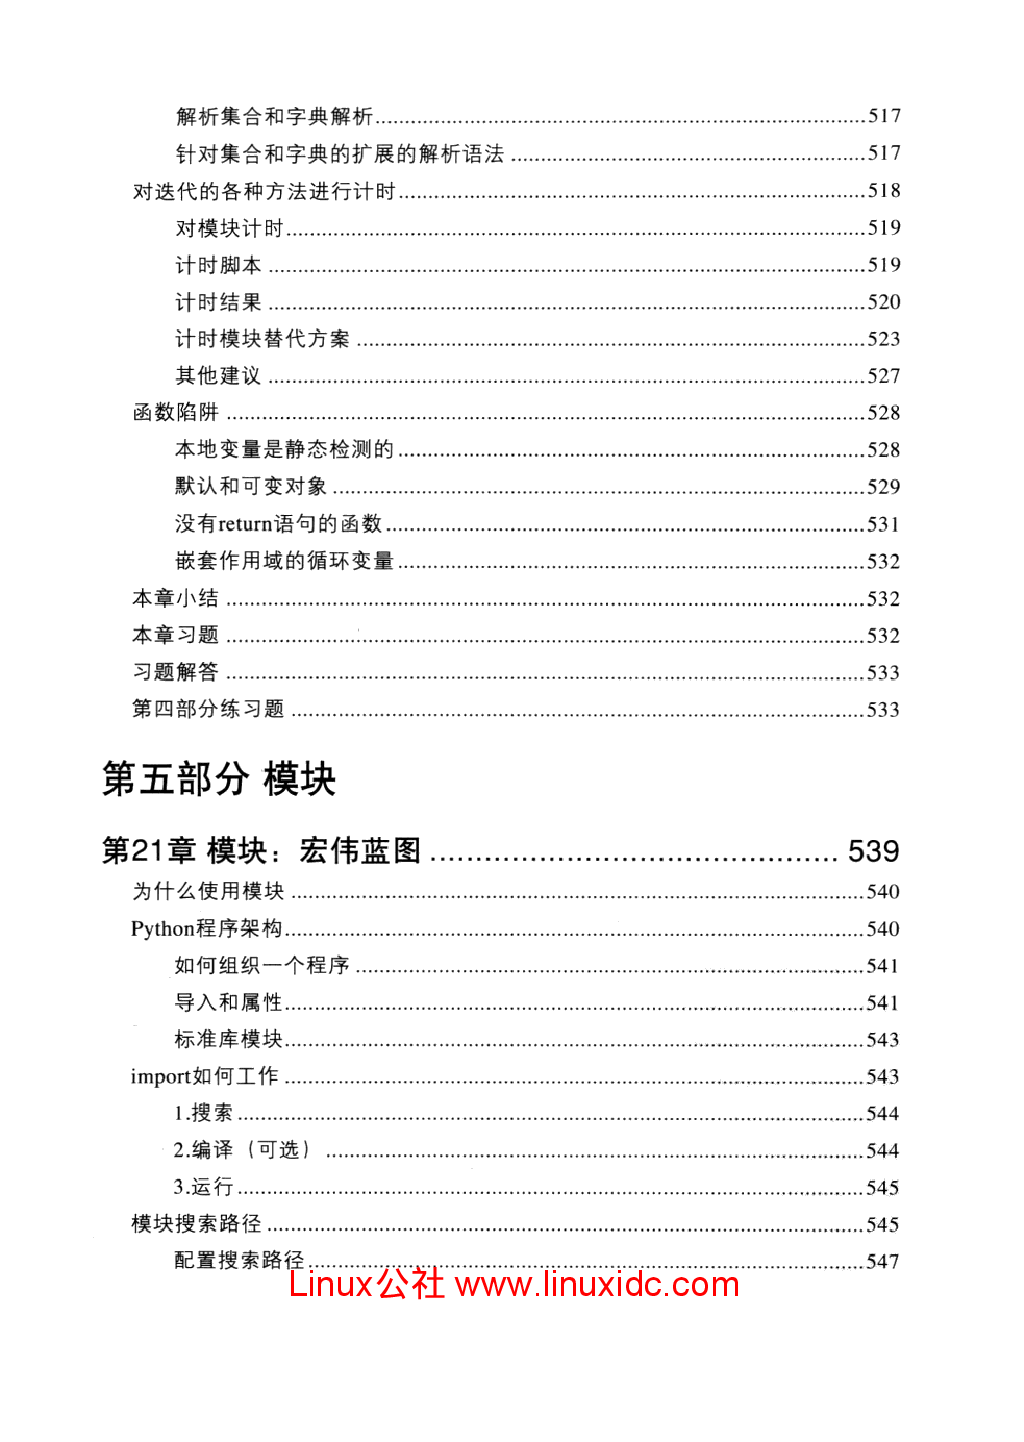 解析集合和字典解析.......................................517
针对集合和字典的扩展的解析语法.......................................517
对迭代的各种方法进行计时.......................................518
对模块计时.......................................519
计时脚本.......................................519
计时结果.......................................520
计时模块替代方案.......................................523
其他建议.......................................527
函数陷阱.......................................528
本地变量是静态检测的.......................................528
默认和可变对象.......................................529
没有return语句的函数.......................................531
嵌套作用域的循环变量.......................................532
本章小结.......................................532
本章习题.......................................532
习题解答.......................................533
第四部分练习题.......................................533
第五部分 模块
第21章 模块：宏伟蓝图.......................................539
为什么使用模块.......................................540
Python程序架构.......................................540
如何组织一个程序.......................................541
导入和属性.......................................541
标准库模块.......................................543
import如何工作.......................................543
1.搜索.......................................544
2.编译（可选）.......................................544
3.运行.......................................545
模块搜索路径.......................................545
配置搜索路径.......................................547
Linux公社 www.linuxidc.com